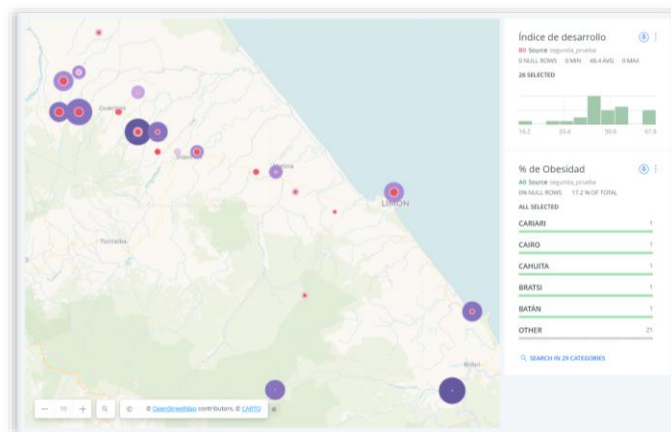 Índice de desarrollo
B0 Source segunda_prueba
0 NULL ROWS 0 MIN 48.4 AVG 0 MAX
26 SELECTED
16.2 33.4 50.6 67.9
% de Obesidad
A0 Source segunda_prueba
0% NULL ROWS 17.2 % OF TOTAL
ALL SELECTED
CARIARI 1
CAIRO 1
CAHUITA 1
BRATSI 1
BATÁN 1
OTHER 21
SEARCH IN 29 CATEGORIES
Guácimo
Matina
LIMÓN
Turrialba
Bribri
10
© OpenStreetMap contributors, © CARTO